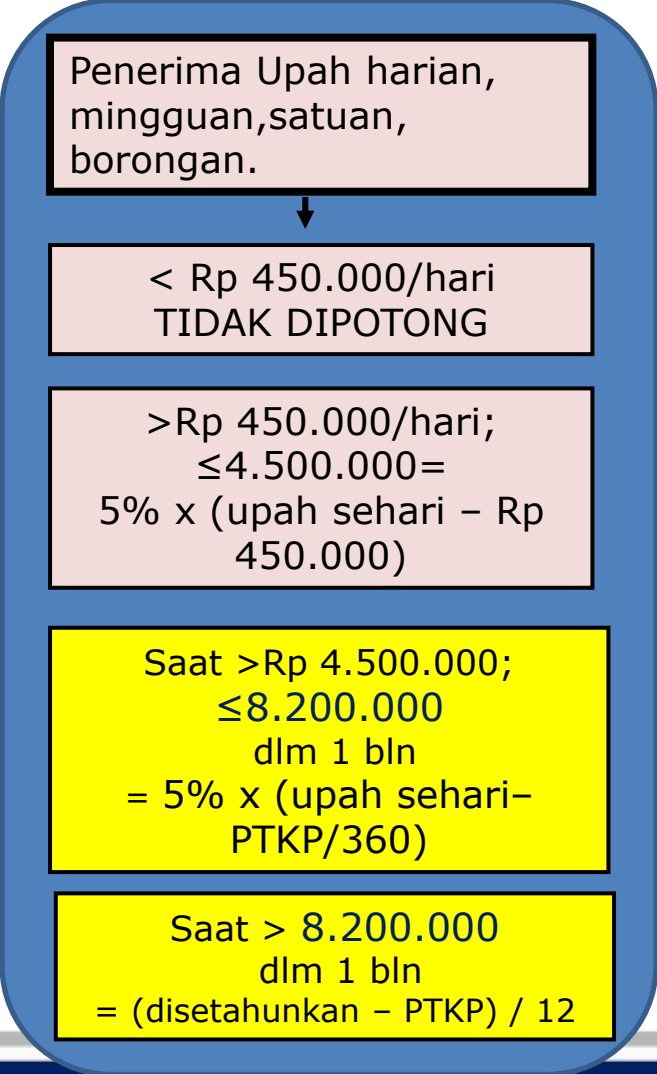 Penerima Upah harian,
mingguan,satuan,
borongan.
< Rp 450.000/hari
TIDAK DIPOTONG
>Rp 450.000/hari;
≤4.500.000=
5% x (upah sehari – Rp
450.000)
Saat >Rp 4.500.000;
≤8.200.000
dlm 1 bln
= 5% x (upah sehari–
PTKP/360)
Saat > 8.200.000
dlm 1 bln
= (disetahunkan – PTKP) / 12